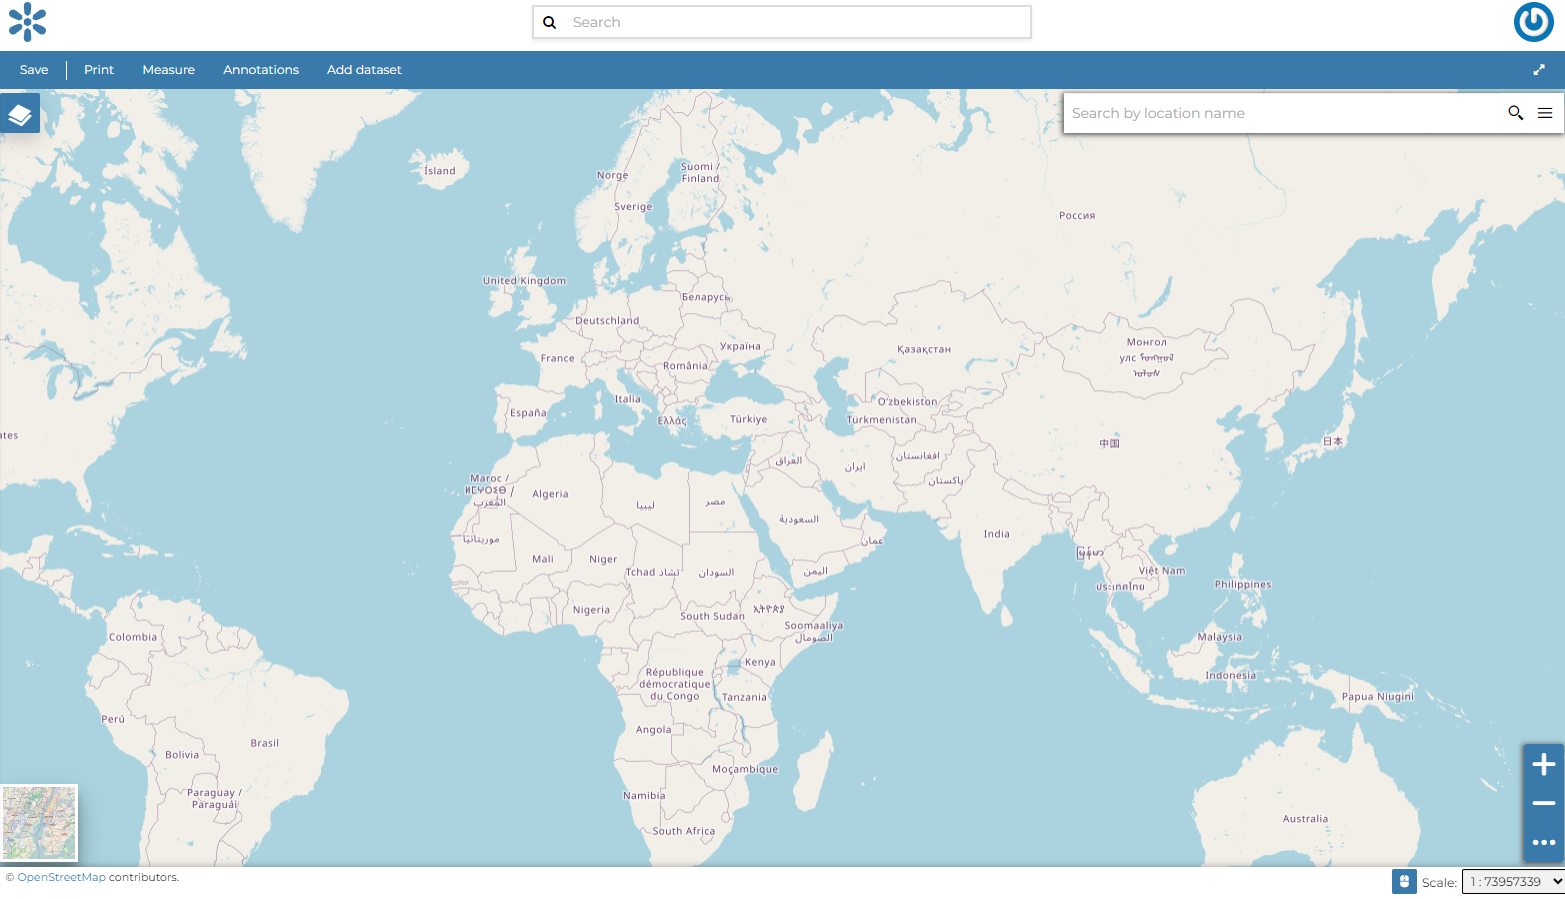 Search
Save
Print
Measure
Annotations
Add dataset
Search by location name
Ísland
Norge
Suomi /
Finland
Sverige
Россия
United Kingdom
Беларусь
Deutschland
Україна
France
România
Қазақстан
Монгол
улс
Italia
España
Ελλάς
Türkiye
Oʻzbekiston
Türkmenistan
ates
中国
日本
العراق
ایران
افغانستان
پاکستان
Maroc /
ⵍⵎⵖⵔⵉⴱ /
المغرب
Algeria
ليبيا
مصر
السعودية
عمان
India
موريتانيا
Mali
Niger
Tchad تشاد
السودان
اليمن
Việt Nam
ประเทศไทย
Philippines
Nigeria
South Sudan
ኢትዮጵያ
Soomaaliya
الصومال
Colombia
Malaysia
Kenya
République
démocratique
du Congo
Indonesia
Tanzania
Papua Niugini
Perú
Angola
Brasil
Bolivia
Moçambique
Paraguay /
Paraguái
Namibia
Australia
South Africa
© OpenStreetMap contributors.
Scale:
1 : 73957339